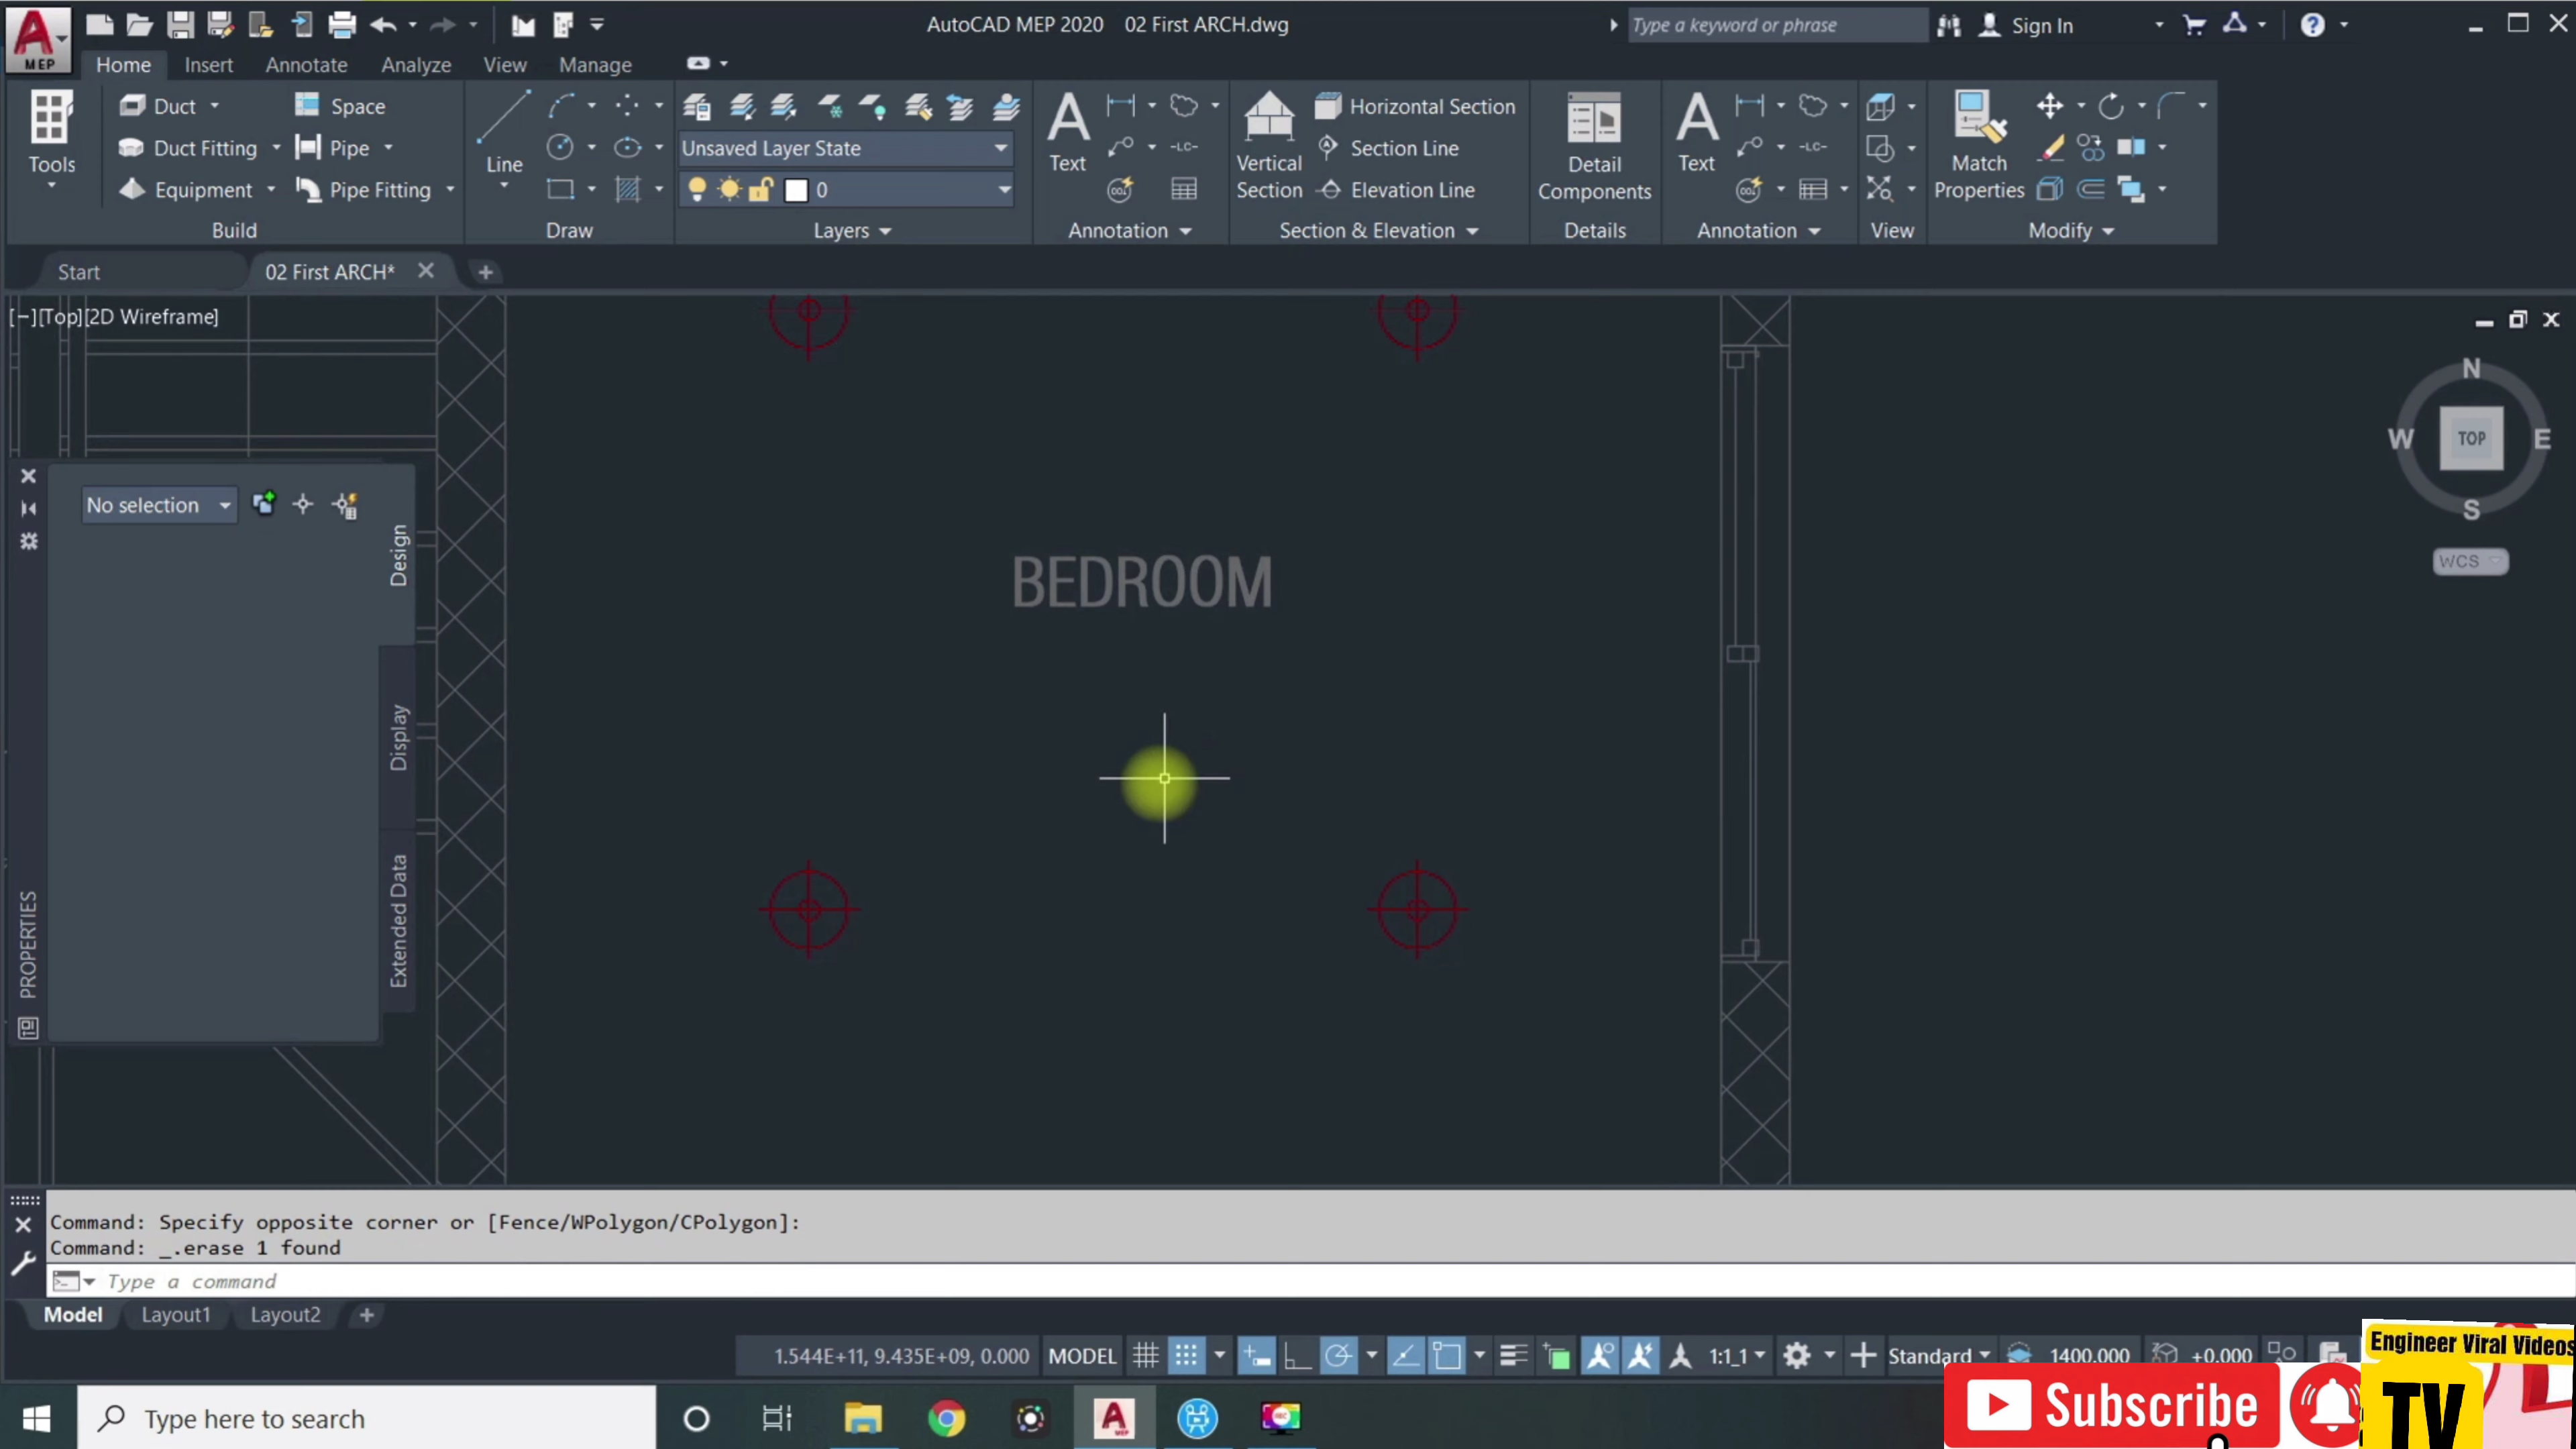 AutoCAD MEP 2020 02 First ARCH.dwg
Type a keyword or phrase
Sign In
MEP
Home Insert Annotate Analyze View Manage
Tools
Duct
Duct Fitting
Equipment
Space
Pipe
Pipe Fitting
Build
Line
Draw
Unsaved Layer State
0
Layers
Text
-LC-
Annotation
Vertical
Section
Horizontal Section
Section Line
Elevation Line
Section & Elevation
Detail
Components
Details
Text
-LC-
Annotation
View
Match
Properties
Modify
Start
02 First ARCH*
[−][Top][2D Wireframe]
N
W
TOP
E
S
WCS
No selection
Design
Display
Extended Data
PROPERTIES
BEDROOM
Command: Specify opposite corner or [Fence/WPolygon/CPolygon]:
Command: _.erase 1 found
Type a command
Model Layout1 Layout2
1.544E+11, 9.435E+09, 0.000 MODEL
1:1_1
Standard
1400.000
+0.000
Engineer Viral Videos
TV
Subscribe
Type here to search